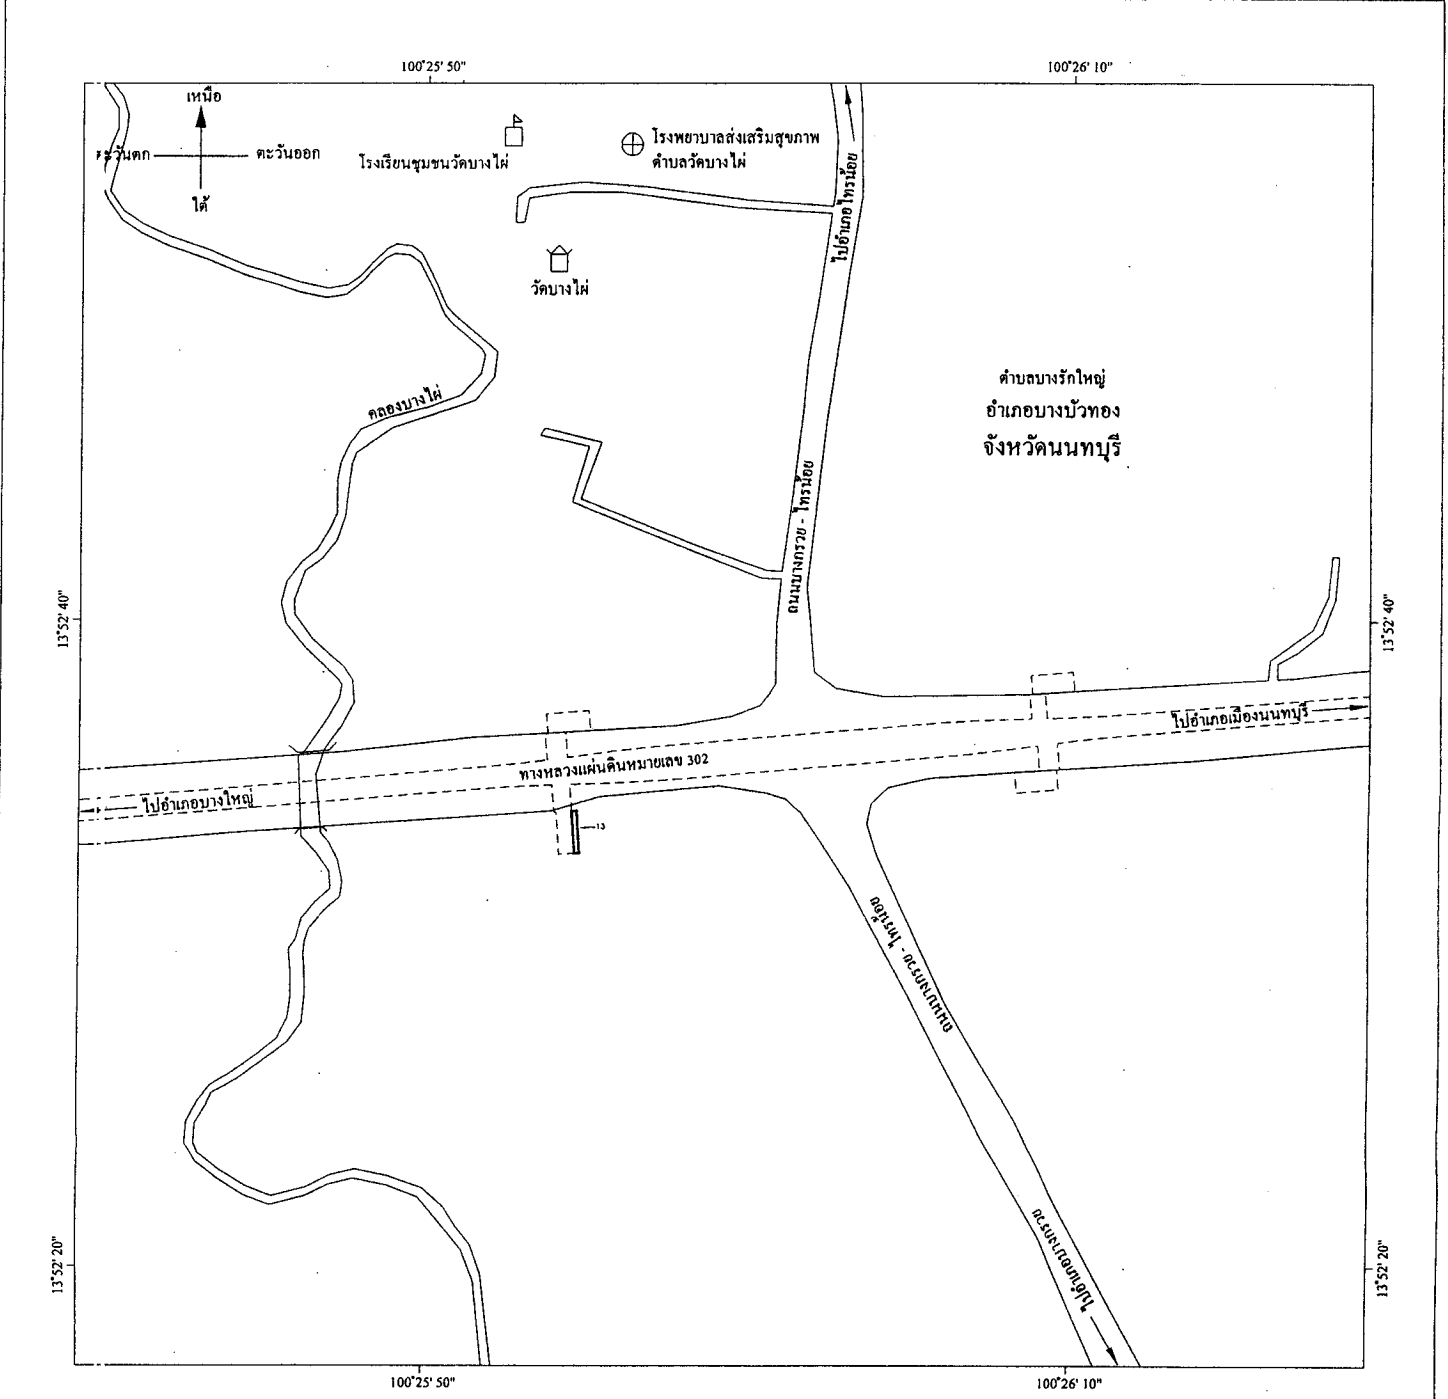 100°25' 50"
100°26' 10"
เหนือ
ตะวันตก
ตะวันออก
ใต้
โรงเรียนชุมชนวัดบางไผ่
โรงพยาบาลส่งเสริมสุขภาพ
ตำบลวัดบางไผ่
ไปอำเภอไทรน้อย
วัดบางไผ่
คลองบางไผ่
ตำบลบางรักใหญ่
อำเภอบางบัวทอง
จังหวัดนนทบุรี
ถนนบางกรวย - ไทรน้อย
13°52' 40"
13°52' 40"
ไปอำเภอเมืองนนทบุรี
ทางหลวงแผ่นดินหมายเลข 302
ไปอำเภอบางใหญ่
13
ถนนบางกรวย - ไทรน้อย
ไปอำเภอบางกรวย
13°52' 20"
13°52' 20"
100°25' 50"
100°26' 10"